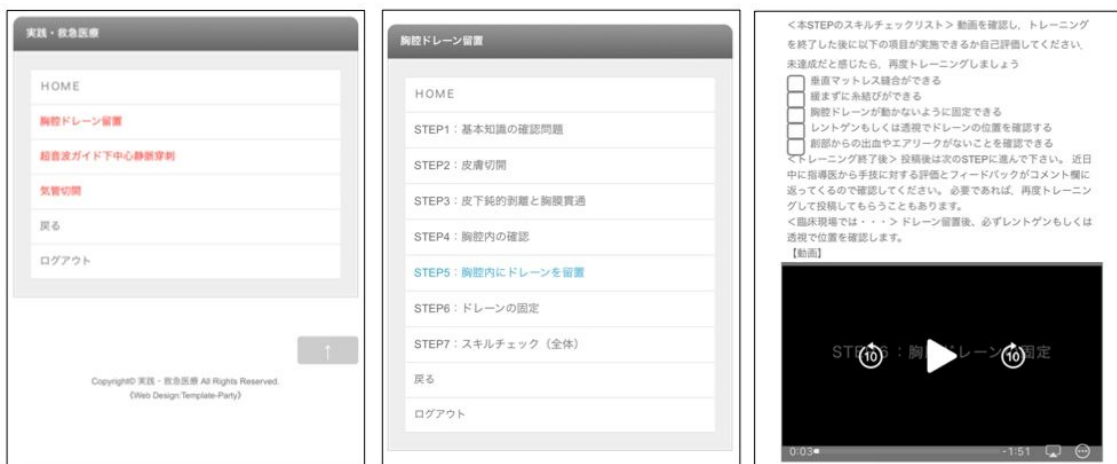 実践・救急医療
HOME
胸腔ドレーン留置
超音波ガイド下中心静脈穿刺
気管切開
戻る
ログアウト
↑
Copyright© 実践・救急医療 All Rights Reserved.
《Web Design:Template-Party》
胸腔ドレーン留置
HOME
STEP1：基本知識の確認問題
STEP2：皮膚切開
STEP3：皮下鈍的剥離と胸膜貫通
STEP4：胸腔内の確認
STEP5：胸腔内にドレーンを留置
STEP6：ドレーンの固定
STEP7：スキルチェック（全体）
戻る
ログアウト
＜本STEPのスキルチェックリスト＞ 動画を確認し，トレーニング
を終了した後に以下の項目が実施できるか自己評価してください，
未達成だと感じたら，再度トレーニングしましょう
垂直マットレス縫合ができる
緩まずに糸結びができる
胸腔ドレーンが動かないように固定できる
レントゲンもしくは透視でドレーンの位置を確認する
創部からの出血やエアリークがないことを確認できる
＜トレーニング終了後＞ 投稿後は次のSTEPに進んで下さい。 近日
中に指導医から手技に対する評価とフィードバックがコメント欄に
返ってくるので確認してください。 必要であれば，再度トレーニン
グして投稿してもらうこともあります。
＜臨床現場では・・・＞ ドレーン留置後、必ずレントゲンもしくは
透視で位置を確認します。
【動画】
STEP6：胸腔ドレーンの固定
10
10
0:03
-1:51